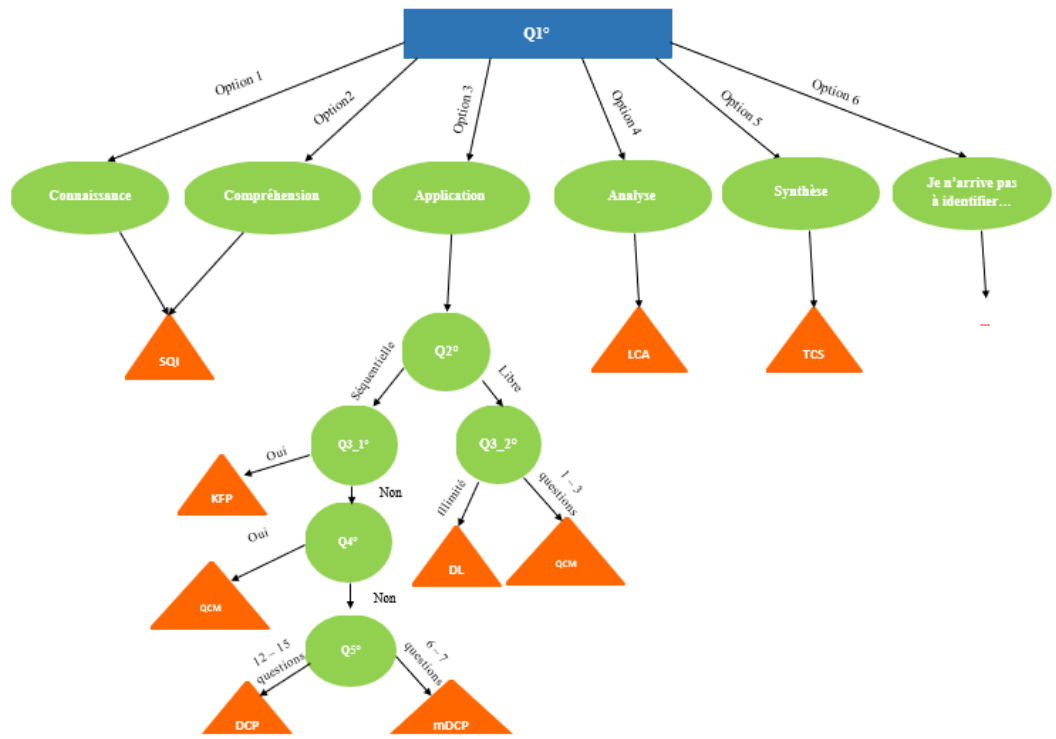 Q1°
Option 1
Option2
Option 3
Option 4
Option 5
Option 6
Connaissance
Compréhension
Application
Analyse
Synthèse
Je n’arrive pas
à identifier…
SQI
LCA
TCS
...
Q2°
Séquentielle
Libre
Q3_1°
Q3_2°
Oui
Non
illimité
1 – 3
questions
KFP
Q4°
DL
QCM
Oui
Non
QCM
Q5°
12 – 15
questions
6 – 7
questions
DCP
mDCP